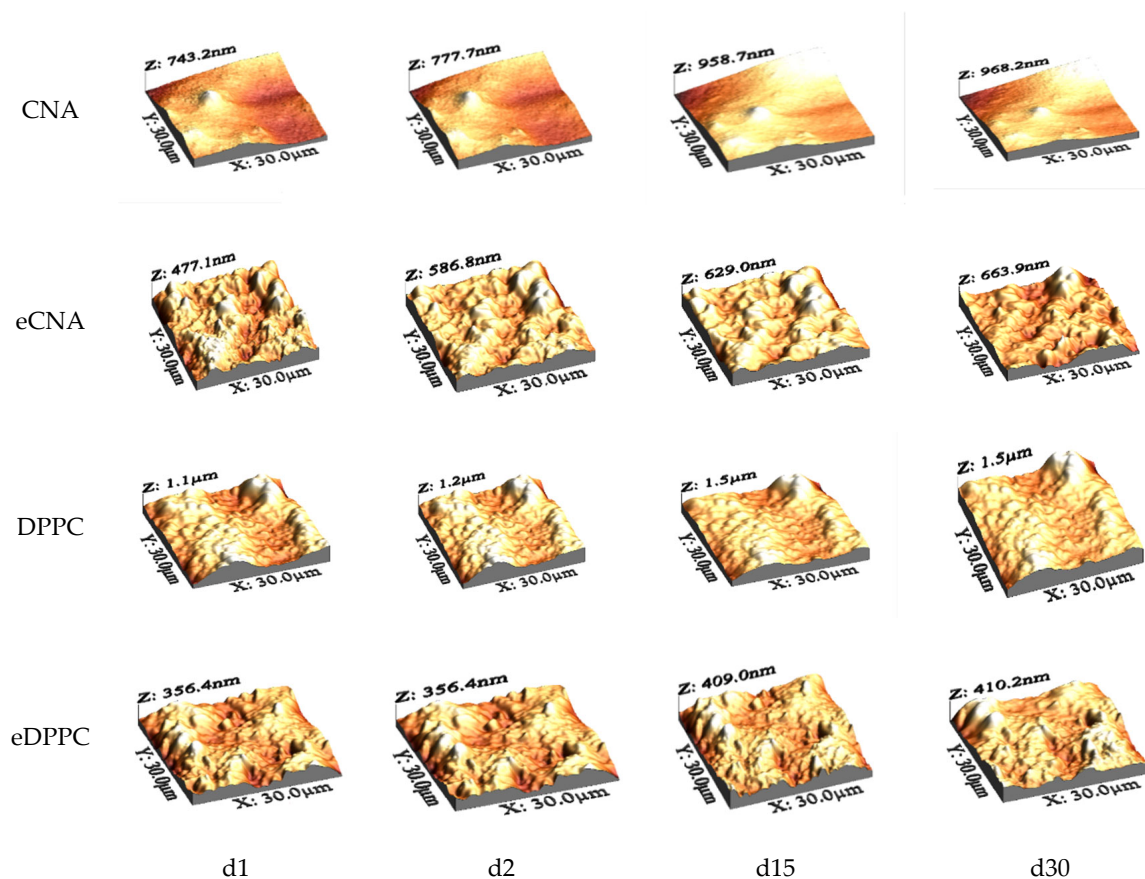 Z: 743.2nm
Y: 30.0µm
X: 30.0µm
Z: 777.7nm
Y: 30.0µm
X: 30.0µm
Z: 958.7nm
Y: 30.0µm
X: 30.0µm
Z: 968.2nm
Y: 30.0µm
X: 30.0µm
CNA
Z: 477.1nm
Y: 30.0µm
X: 30.0µm
Z: 586.8nm
Y: 30.0µm
X: 30.0µm
Z: 629.0nm
Y: 30.0µm
X: 30.0µm
Z: 663.9nm
Y: 30.0µm
X: 30.0µm
eCNA
Z: 1.1µm
Y: 30.0µm
X: 30.0µm
Z: 1.2µm
Y: 30.0µm
X: 30.0µm
Z: 1.5µm
Y: 30.0µm
X: 30.0µm
Z: 1.5µm
Y: 30.0µm
X: 30.0µm
DPPC
Z: 356.4nm
Y: 30.0µm
X: 30.0µm
Z: 356.4nm
Y: 30.0µm
X: 30.0µm
Z: 409.0nm
Y: 30.0µm
X: 30.0µm
Z: 410.2nm
Y: 30.0µm
X: 30.0µm
eDPPC
d1
d2
d15
d30